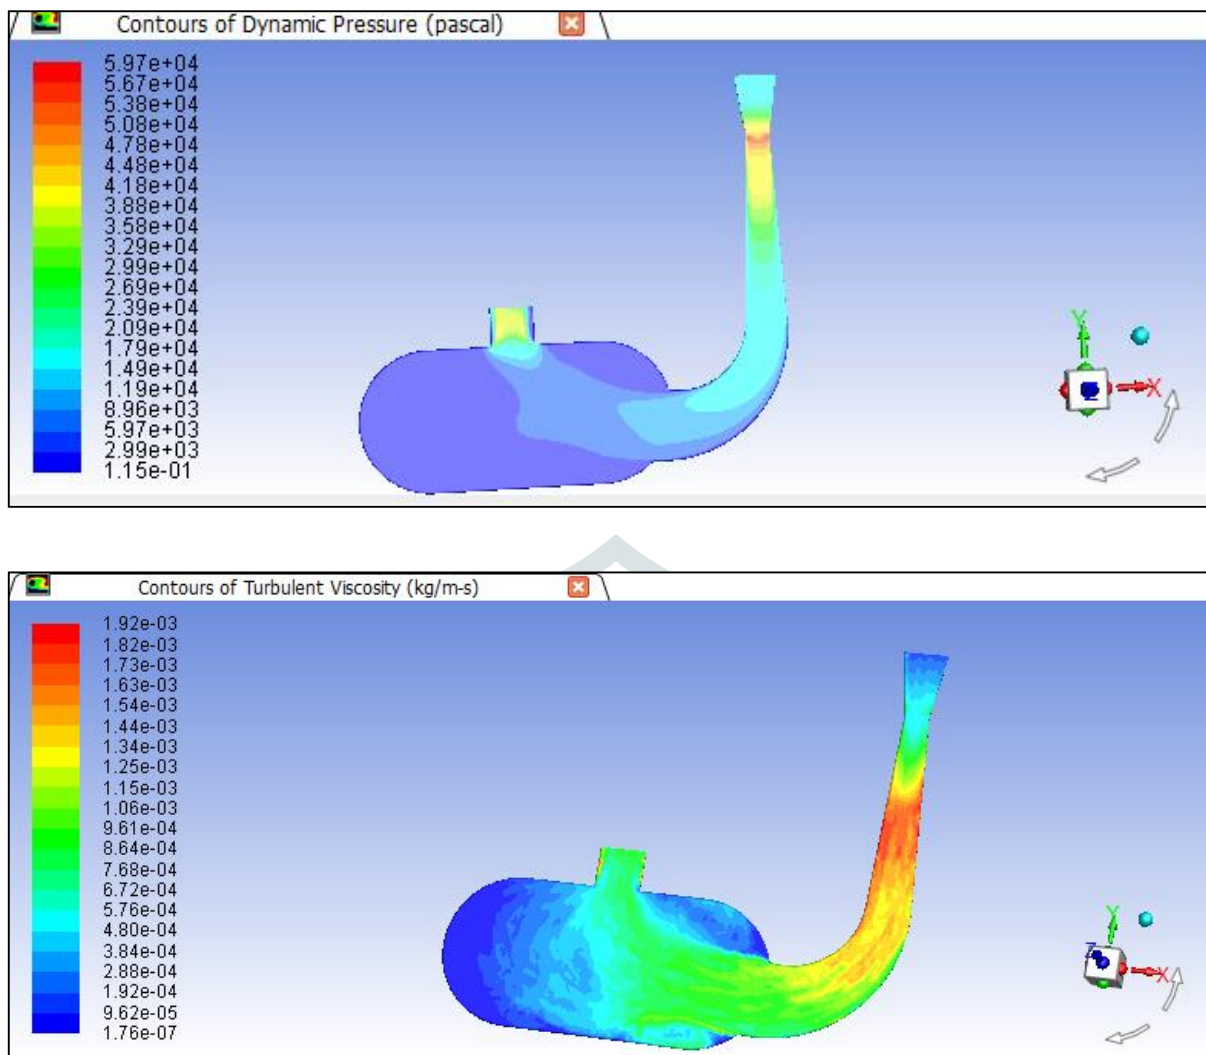 Contours of Dynamic Pressure (pascal)
5.97e+04
5.67e+04
5.38e+04
5.08e+04
4.78e+04
4.48e+04
4.18e+04
3.88e+04
3.58e+04
3.29e+04
2.99e+04
2.69e+04
2.39e+04
2.09e+04
1.79e+04
1.49e+04
1.19e+04
8.96e+03
5.97e+03
2.99e+03
1.15e-01
Y
X
Z
Contours of Turbulent Viscosity (kg/m-s)
1.92e-03
1.82e-03
1.73e-03
1.63e-03
1.54e-03
1.44e-03
1.34e-03
1.25e-03
1.15e-03
1.06e-03
9.61e-04
8.64e-04
7.68e-04
6.72e-04
5.76e-04
4.80e-04
3.84e-04
2.88e-04
1.92e-04
9.62e-05
1.76e-07
Y
Z
X